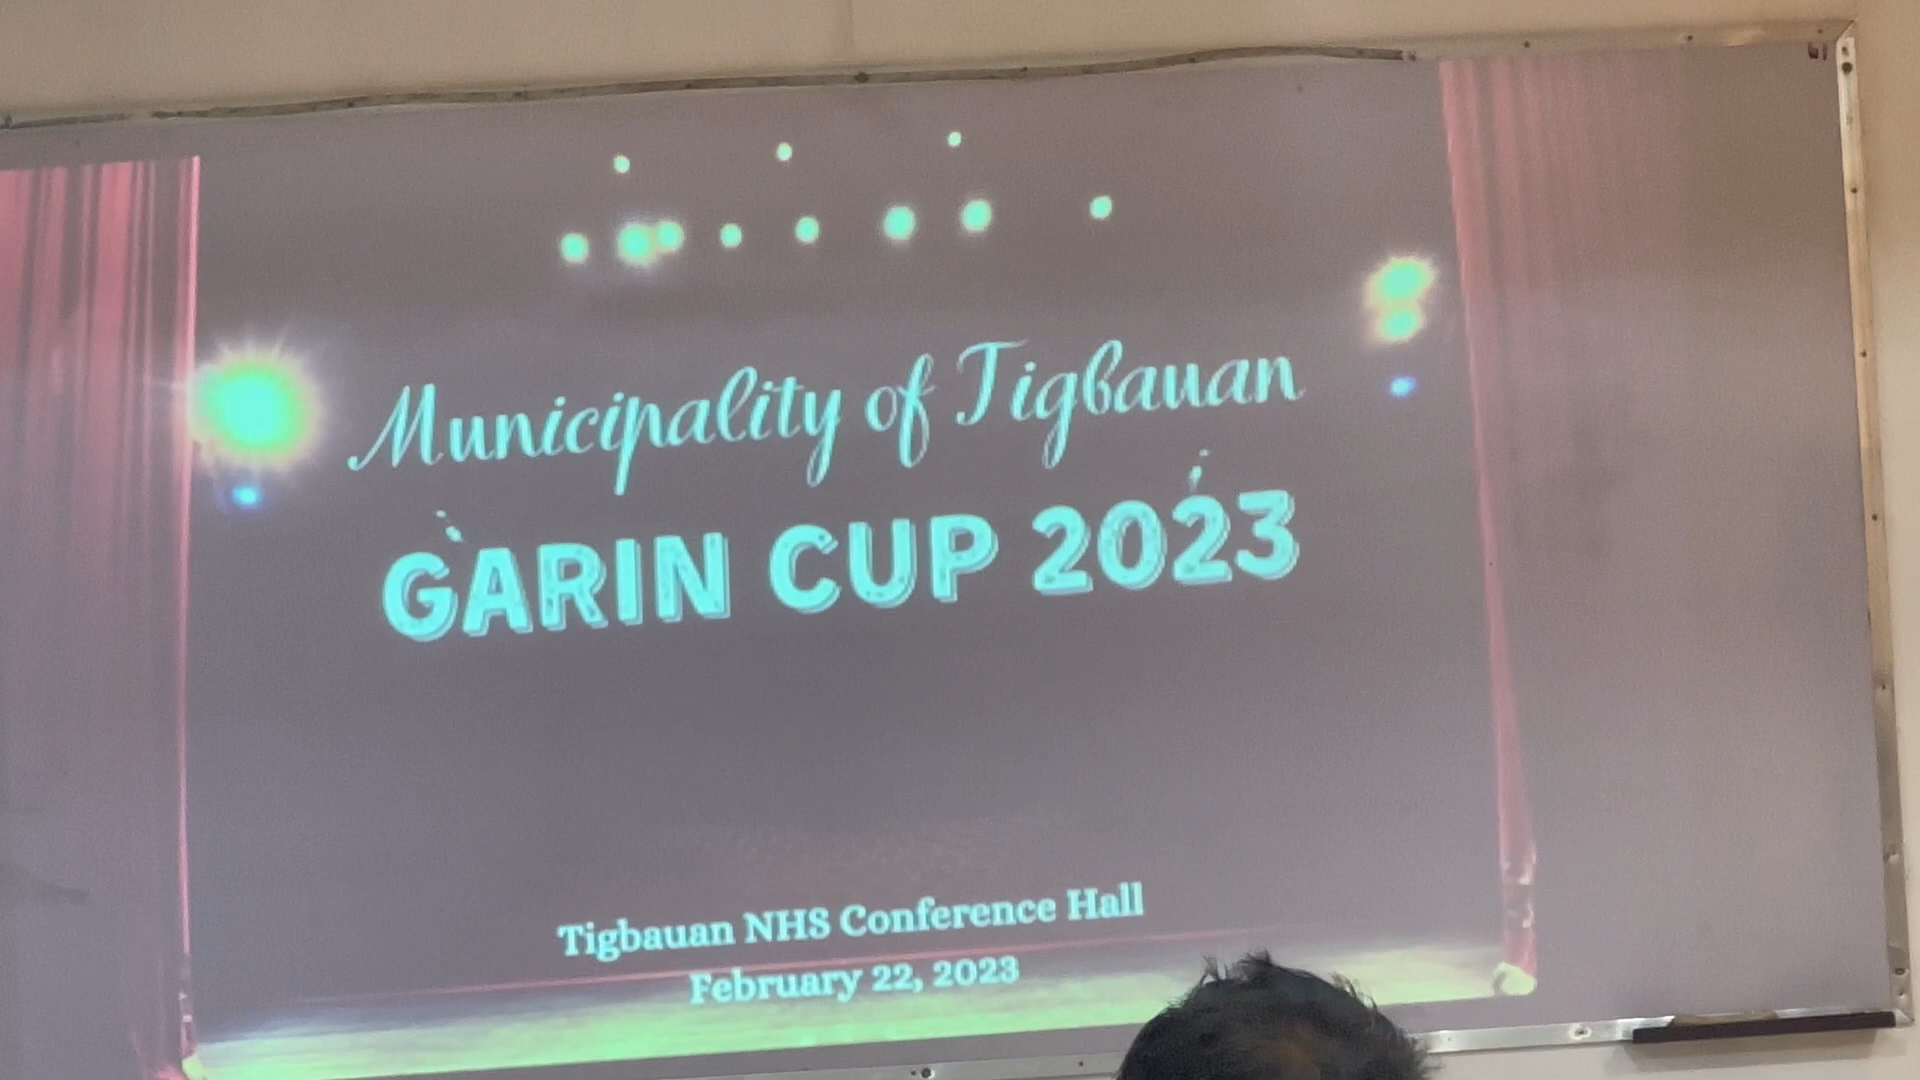 Municipality of Tigbauan
GARIN CUP 2023
Tigbauan NHS Conference Hall
February 22, 2023